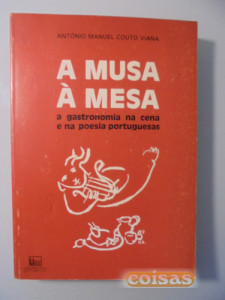 ANTÓNIO MANUEL COUTO VIANA
A MUSA
À MESA
a gastronomia na cena
e na poesia portuguesas
coisas